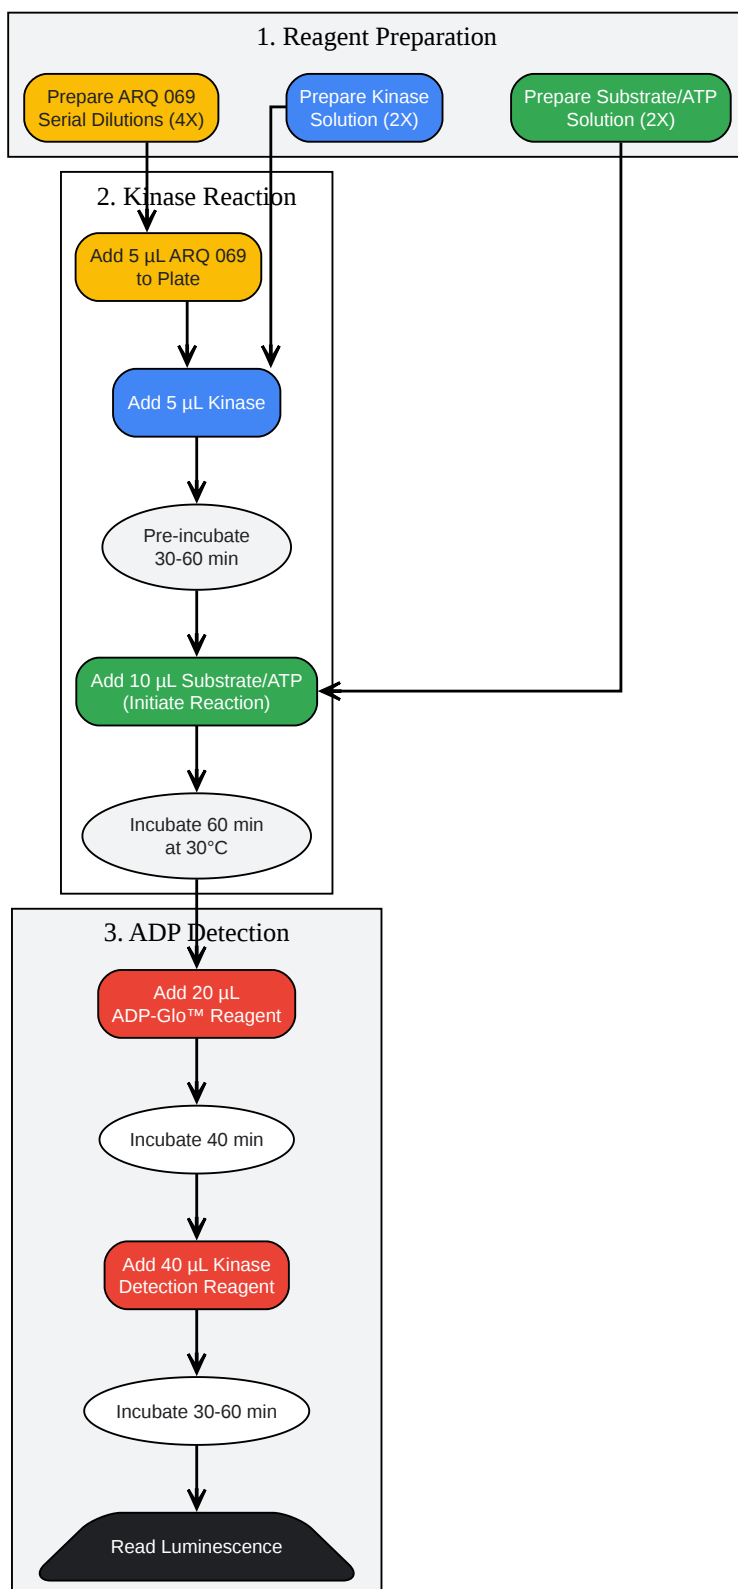 1. Reagent Preparation
Prepare ARQ 069
Serial Dilutions (4X)
Prepare Kinase
Solution (2X)
Prepare Substrate/ATP
Solution (2X)
2. Kinase Reaction
Add 5 µL ARQ 069
to Plate
Add 5 µL Kinase
Pre-incubate
30-60 min
Add 10 µL Substrate/ATP
(Initiate Reaction)
Incubate 60 min
at 30°C
3. ADP Detection
Add 20 µL
ADP-Glo™ Reagent
Incubate 40 min
Add 40 µL Kinase
Detection Reagent
Incubate 30-60 min
Read Luminescence